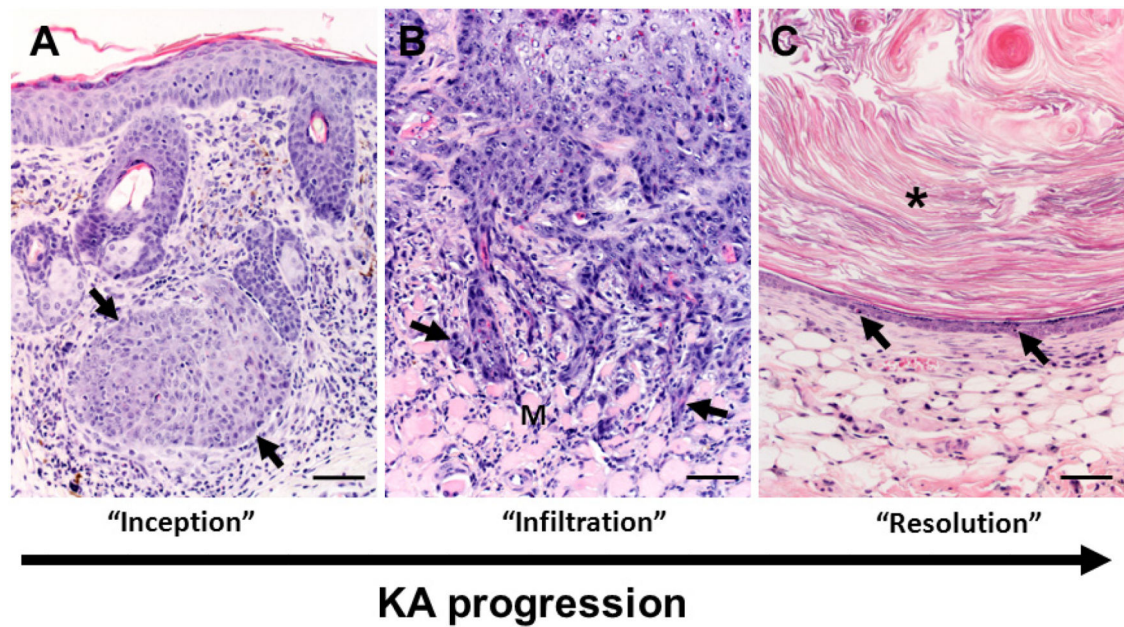 A
B
C
*
M
“Inception”
“Infiltration”
“Resolution”
KA progression